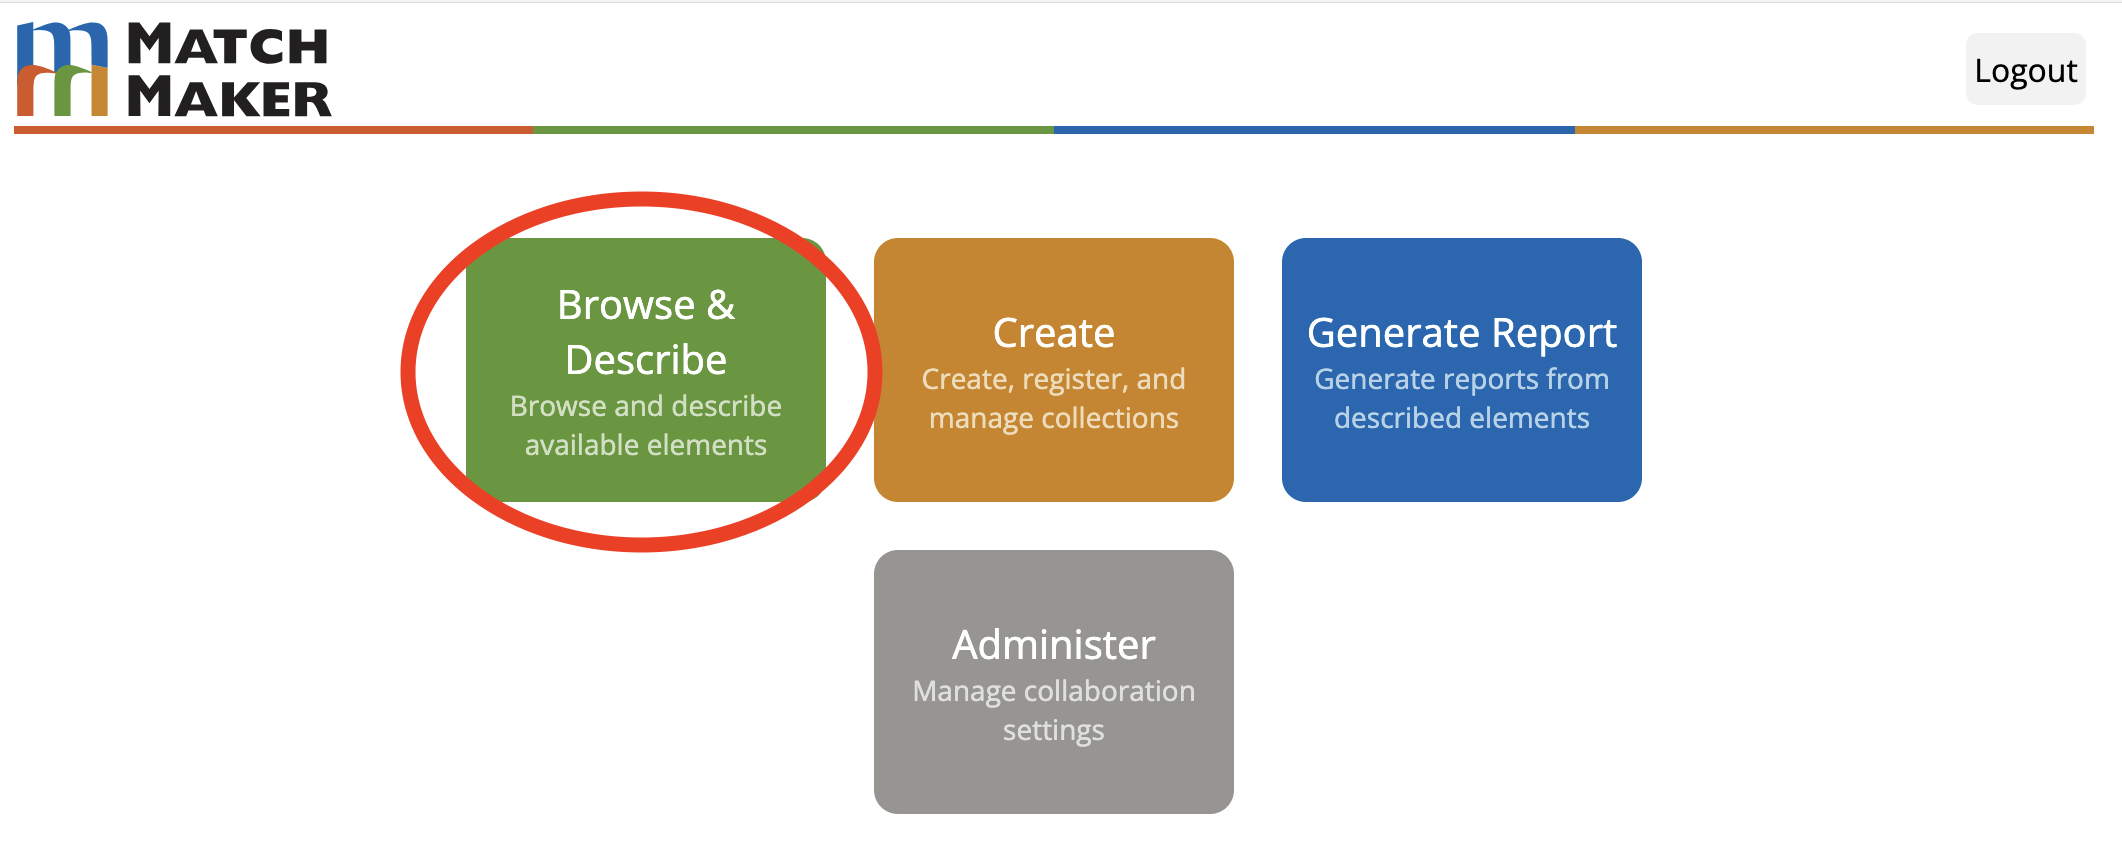 MATCH
MAKER
Logout
Browse &
Describe
Browse and describe
available elements
Create
Create, register, and
manage collections
Generate Report
Generate reports from
described elements
Administer
Manage collaboration
settings